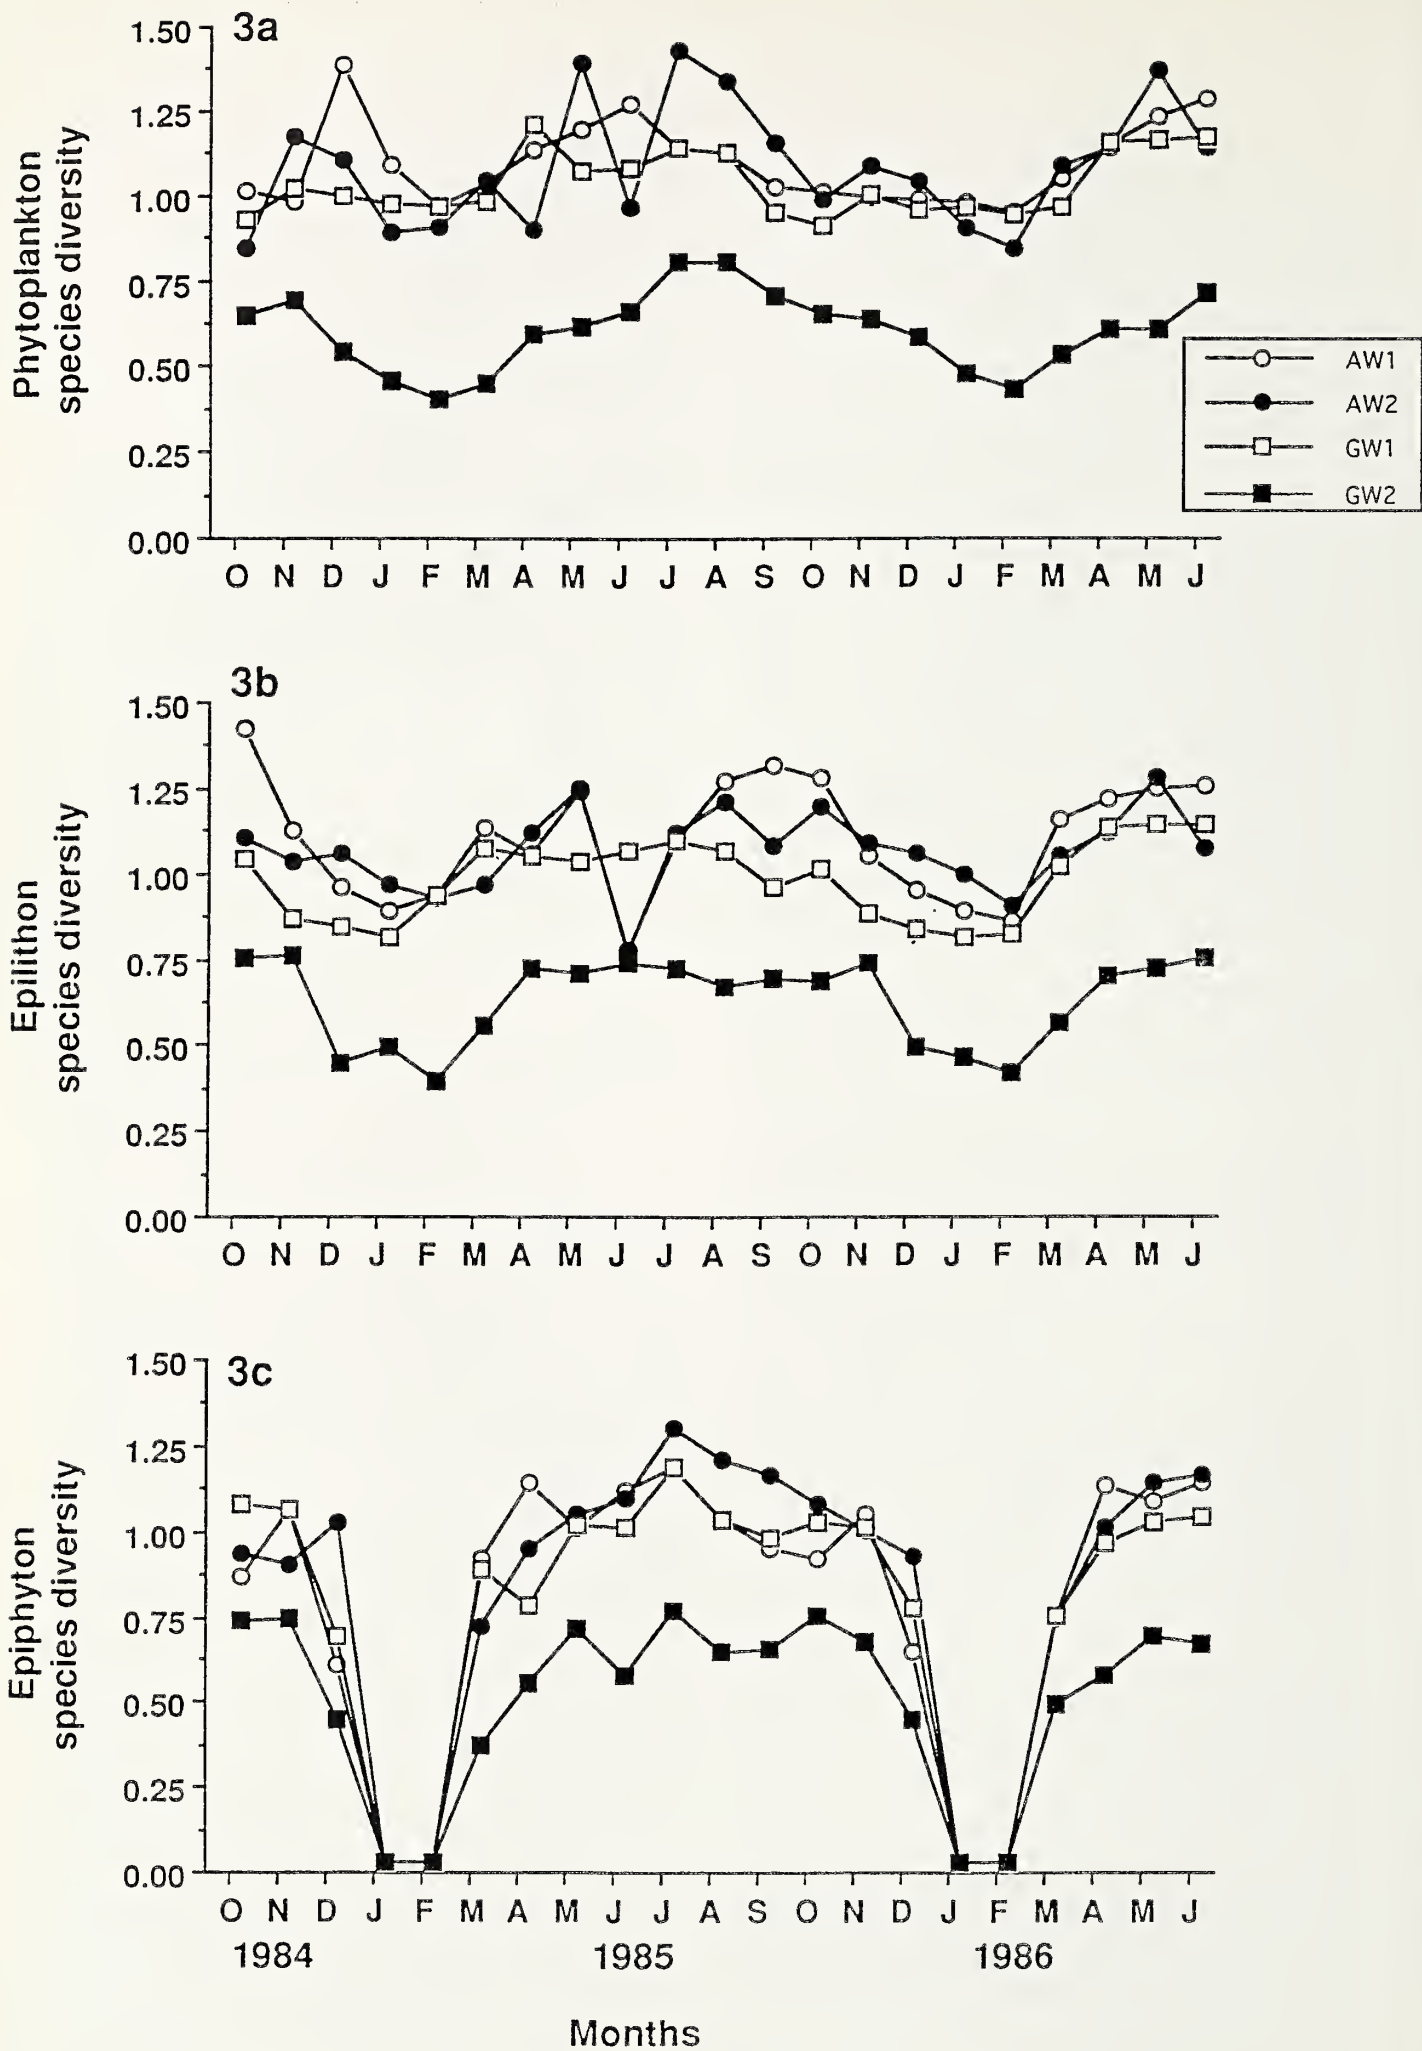 3a
1.50
1.25
1.00
0.75
0.50
0.25
0.00
Phytoplankton
species diversity
AW1
AW2
GW1
GW2
O N D J F M A M J J A S O N D J F M A M J
3b
1.50
1.25
1.00
0.75
0.50
0.25
0.00
Epilithon
species diversity
O N D J F M A M J J A S O N D J F M A M J
3c
1.50
1.25
1.00
0.75
0.50
0.25
0.00
Epiphyton
species diversity
O N D J F M A M J J A S O N D J F M A M J
1984 1985 1986
Months